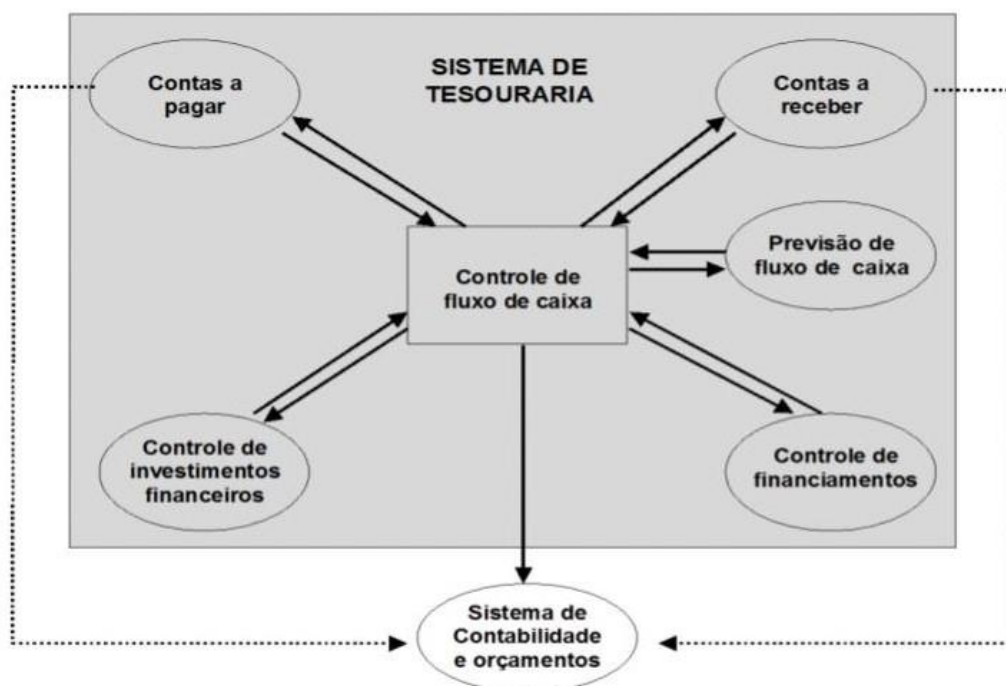 SISTEMA DE
TESOURARIA
Contas a
pagar
Contas a
receber
Previsão de
fluxo de caixa
Controle de
fluxo de caixa
Controle de
investimentos
financeiros
Controle de
financiamentos
Sistema de
Contabilidade
e orçamentos